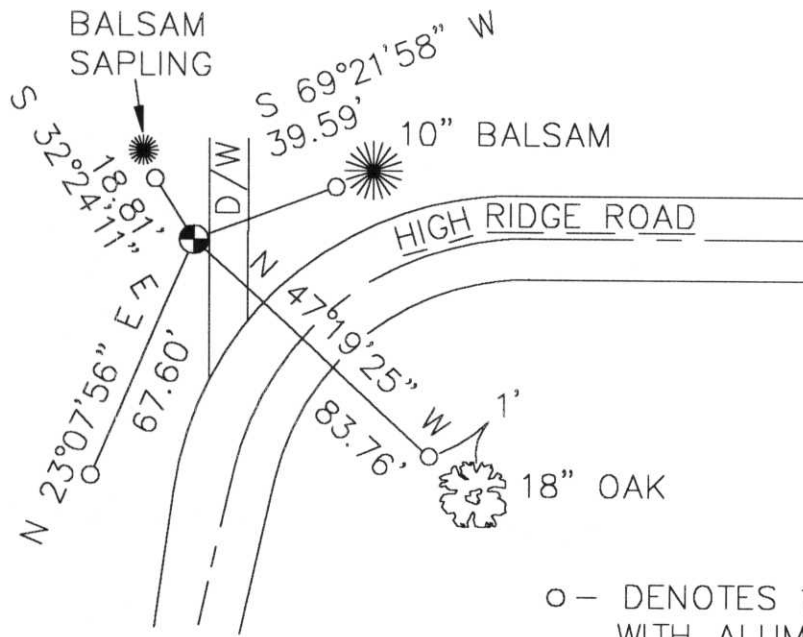 BALSAM
SAPLING
S 69°21'58" W
39.59'
10" BALSAM
S 32°24'11" E
18.81'
D/W
HIGH RIDGE ROAD
N 47°19'25" W
83.76'
N 23°07'56" E
67.60'
1'
18" OAK
o – DENOTES
WITH